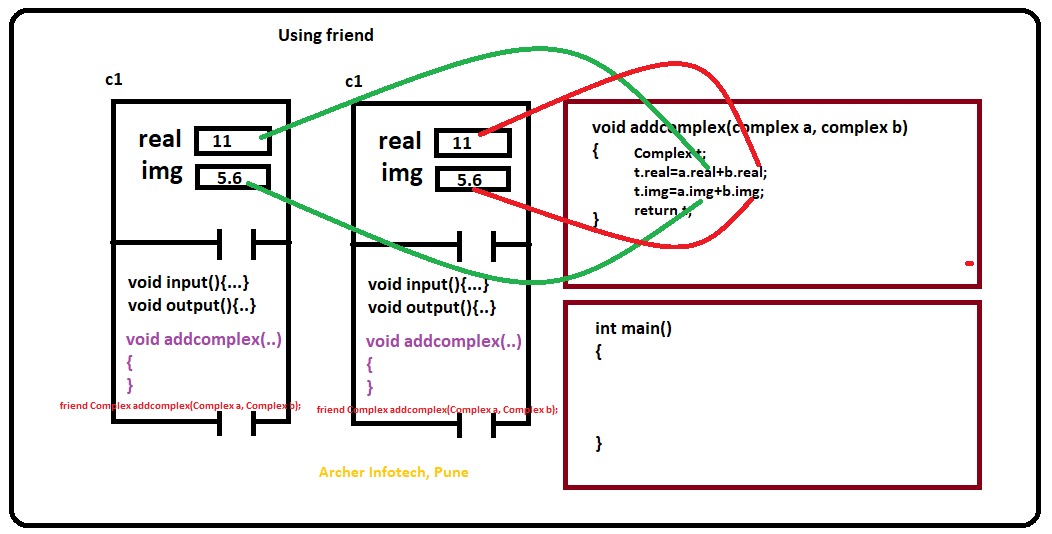 Using friend
c1
real 11
img 5.6
void input(){...}
void output(){..}
void addcomplex(..)
{
}
friend Complex addcomplex(Complex a, Complex b);
c1
real 11
img 5.6
void input(){...}
void output(){..}
void addcomplex(..)
{
}
friend Complex addcomplex(Complex a, Complex b);
void addcomplex(complex a, complex b)
{
Complex t;
t.real=a.real+b.real;
t.img=a.img+b.img;
return t;
}
int main()
{
}
Archer Infotech, Pune